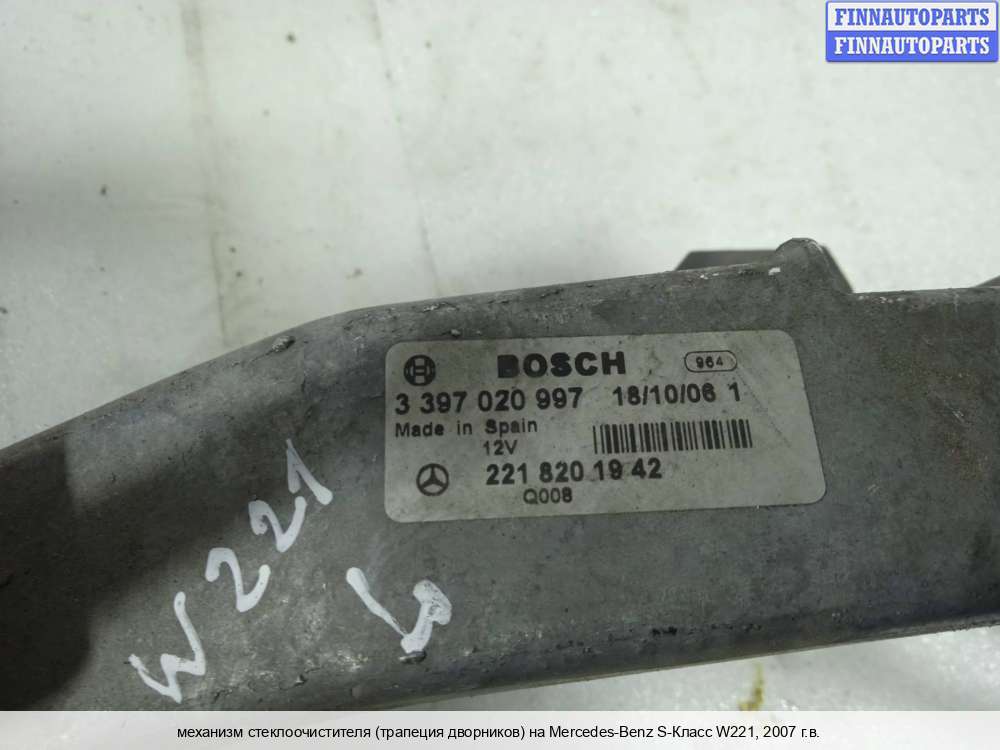 FINNAUTOPARTS
FINNAUTOPARTS
BOSCH 964
3 397 020 997 18/10/06 1
Made in Spain
12V
221 820 19 42
Q008
W221
механизм стеклоочистителя (трапеция дворников) на Mercedes-Benz S-Класс W221, 2007 г.в.